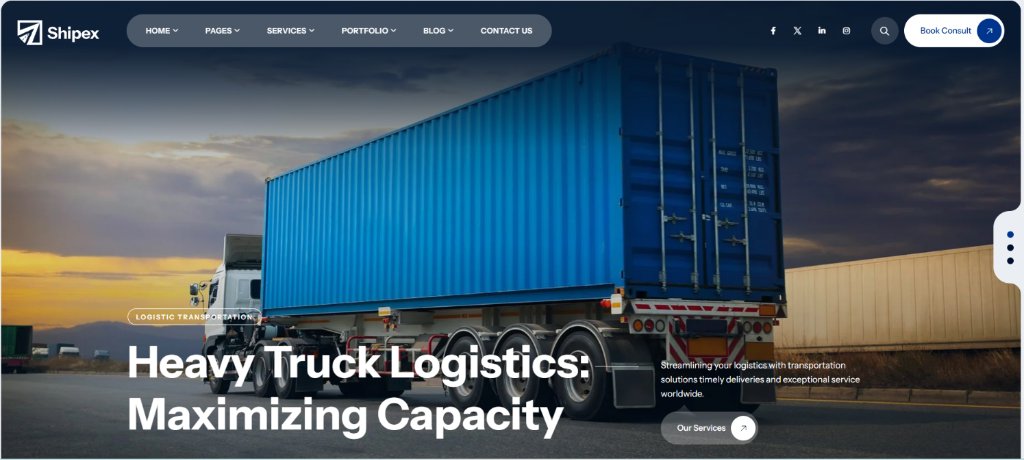 Shipex
HOME
PAGES
SERVICES
PORTFOLIO
BLOG
CONTACT US
Book Consult
LOGISTIC TRANSPORTATION
Heavy Truck Logistics:
Maximizing Capacity
Streamlining your logistics with transportation
solutions timely deliveries and exceptional service
worldwide.
Our Services